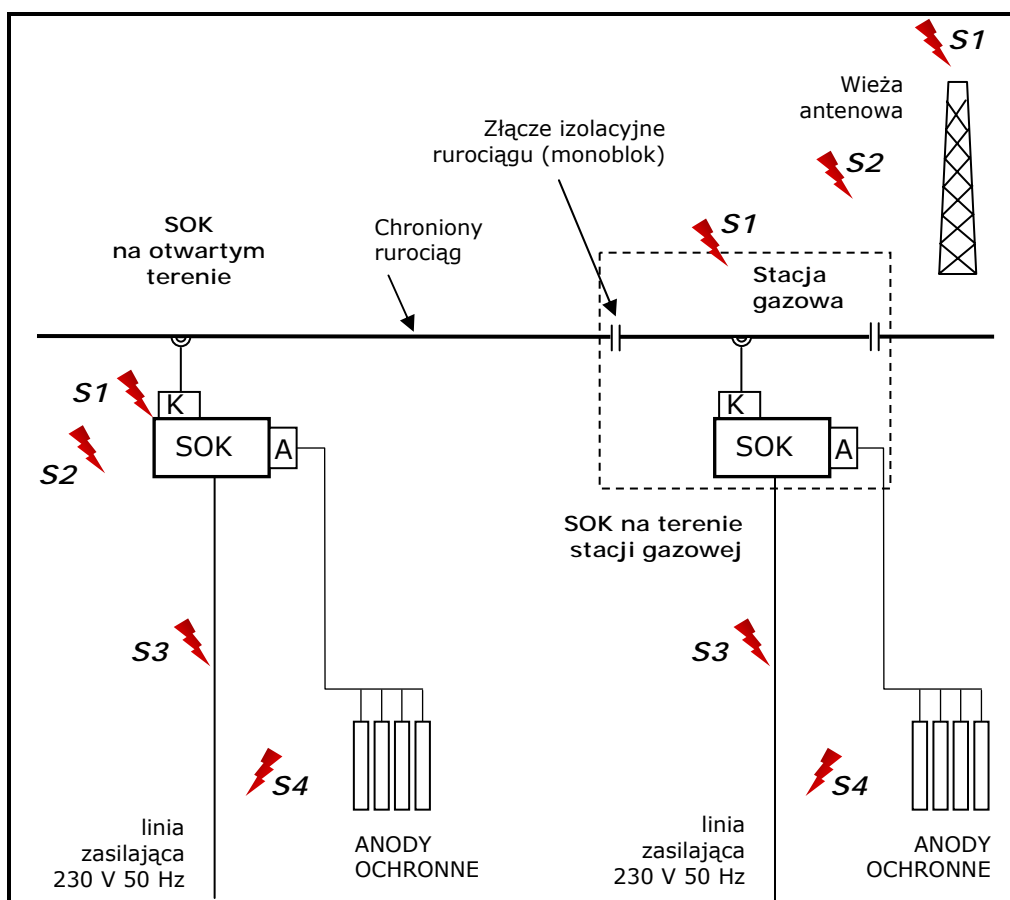 S1
Wieża
antenowa
Złącze izolacyjne
rurociągu (monoblok)
S2
SOK
na otwartym
terenie
Chroniony
rurociąg
S1
Stacja
gazowa
S1
K
SOK
A
S2
K
SOK
A
SOK na terenie
stacji gazowej
S3
S3
S4
S4
linia
zasilająca
230 V 50 Hz
ANODY
OCHRONNE
linia
zasilająca
230 V 50 Hz
ANODY
OCHRONNE